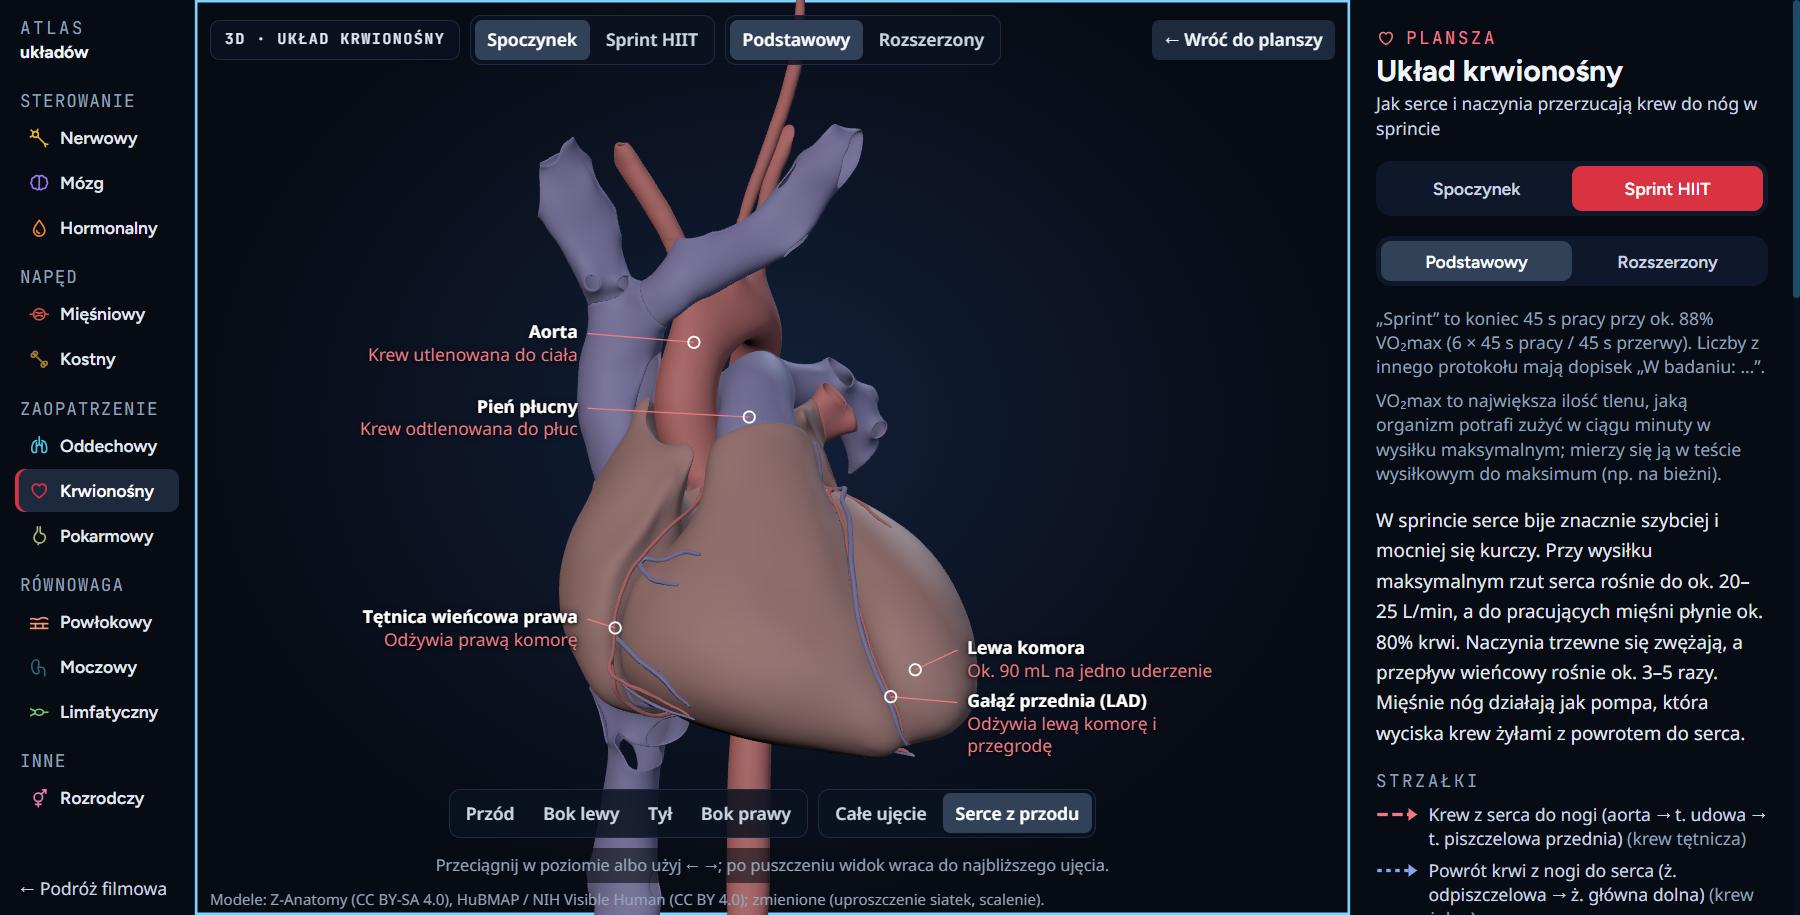 ATLAS
układów
STEROWANIE
Nerwowy
Mózg
Hormonalny
NAPĘD
Mięśniowy
Kostny
ZAOPATRZENIE
Oddechowy
Krwionośny
Pokarmowy
RÓWNOWAGA
Powłokowy
Moczowy
Limfatyczny
INNE
Rozrodczy
← Podróż filmowa
3D · UKŁAD KRWIONOŚNY
Spoczynek Sprint HIIT
Podstawowy Rozszerzony
← Wróć do planszy
Aorta
Krew utlenowana do ciała
Pień płucny
Krew odtlenowana do płuc
Tętnica wieńcowa prawa
Odżywia prawą komorę
Lewa komora
Ok. 90 mL na jedno uderzenie
Gałąź przednia (LAD)
Odżywia lewą komorę i
przegrodę
Przód Bok lewy Tył Bok prawy
Całe ujęcie Serce z przodu
Przeciągnij w poziomie albo użyj ← →; po puszczeniu widok wraca do najbliższego ujęcia.
Modele: Z-Anatomy (CC BY-SA 4.0), HuBMAP / NIH Visible Human (CC BY 4.0); zmienione (uproszczenie siatek, scalenie).
PLANSZA
Układ krwionośny
Jak serce i naczynia przerzucają krew do nóg w
sprincie
Spoczynek Sprint HIIT
Podstawowy Rozszerzony
„Sprint” to koniec 45 s pracy przy ok. 88%
VO₂max (6 × 45 s pracy / 45 s przerwy). Liczby z
innego protokołu mają dopisek „W badaniu: ...”.
VO₂max to największa ilość tlenu, jaką
organizm potrafi zużyć w ciągu minuty w
wysiłku maksymalnym; mierzy się ją w teście
wysiłkowym do maksimum (np. na bieżni).
W sprincie serce bije znacznie szybciej i
mocniej się kurczy. Przy wysiłku
maksymalnym rzut serca rośnie do ok. 20–
25 L/min, a do pracujących mięśni płynie ok.
80% krwi. Naczynia trzewne się zwężają, a
przepływ wieńcowy rośnie ok. 3–5 razy.
Mięśnie nóg działają jak pompa, która
wyciska krew żyłami z powrotem do serca.
STRZAŁKI
Krew z serca do nogi (aorta → t. udowa →
t. piszczelowa przednia) (krew tętnicza)
Powrót krwi z nogi do serca (ż.
odpiszczelowa → ż. główna dolna) (krew